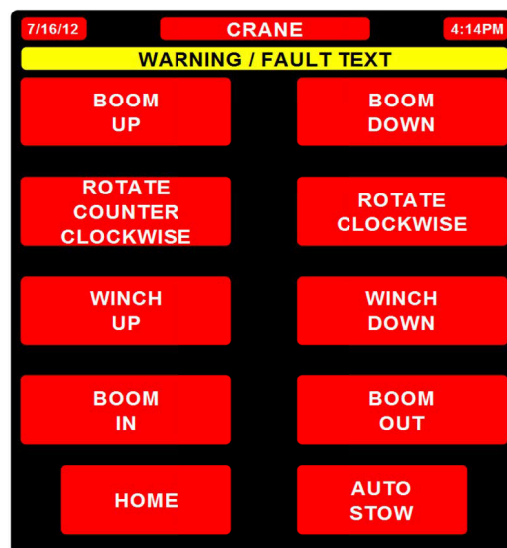 7/16/12 CRANE 4:14PM
WARNING / FAULT TEXT
BOOM
UP
BOOM
DOWN
ROTATE
COUNTER
CLOCKWISE
ROTATE
CLOCKWISE
WINCH
UP
WINCH
DOWN
BOOM
IN
BOOM
OUT
HOME
AUTO
STOW